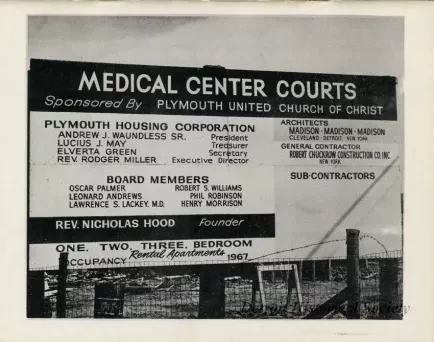 MEDICAL CENTER COURTS
Sponsored By PLYMOUTH UNITED CHURCH OF CHRIST
PLYMOUTH HOUSING CORPORATION
ANDREW J. WAUNDLESS SR. President
LUCIUS J. MAY Treasurer
ELVERTA GREEN Secretary
REV. RODGER MILLER Executive Director
BOARD MEMBERS
OSCAR PALMER ROBERT S. WILLIAMS
LEONARD ANDREWS PHIL ROBINSON
LAWRENCE S. LACKEY, M.D. HENRY MORRISON
REV. NICHOLAS HOOD Founder
ONE, TWO, THREE, BEDROOM
Rental Apartments
OCCUPANCY 1967
ARCHITECTS
MADISON · MADISON · MADISON
CLEVELAND · DETROIT · NEW YORK
GENERAL CONTRACTOR
ROBERT CHUCKROW CONSTRUCTION CO. INC.
NEW YORK
SUB-CONTRACTORS
Detroit Historical Society